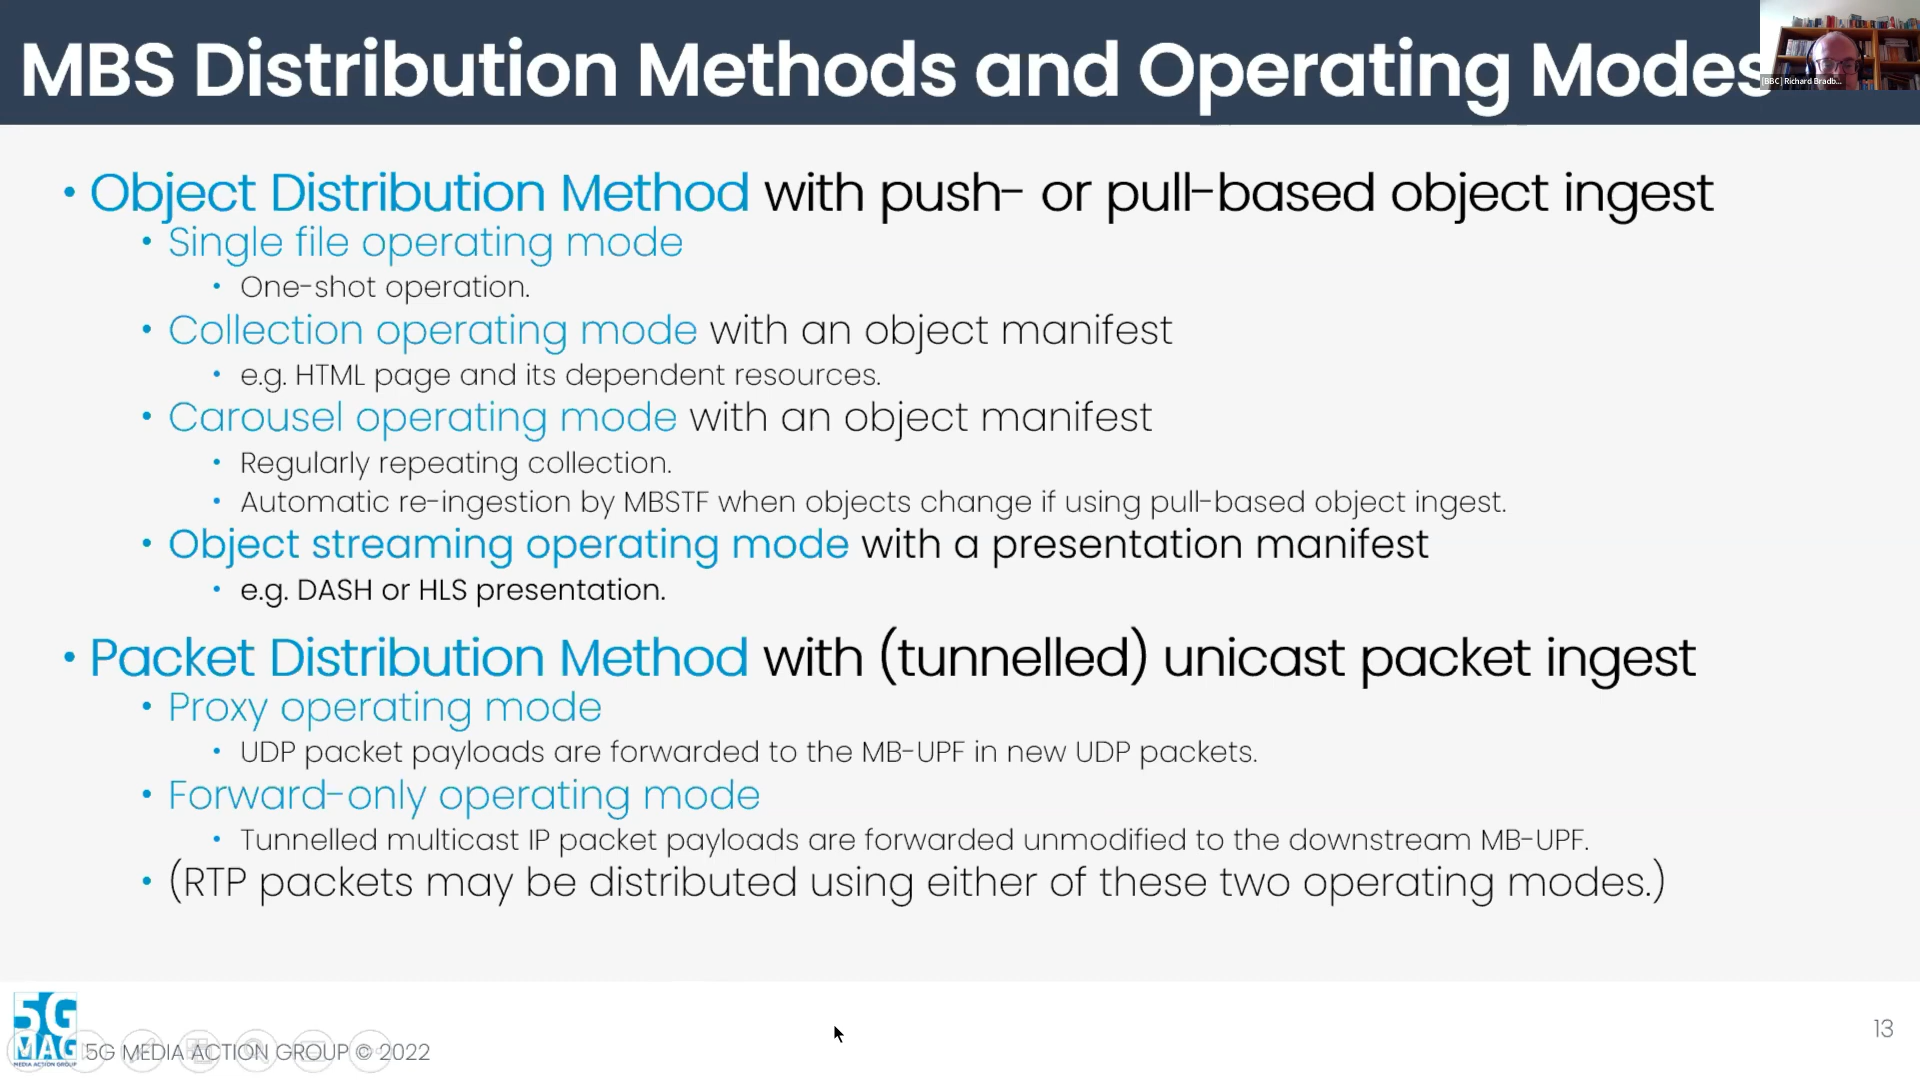 MBS Distribution Methods and Operating Modes
[BBC] Richard Bradb...
• Object Distribution Method with push- or pull-based object ingest
• Single file operating mode
• One-shot operation.
• Collection operating mode with an object manifest
• e.g. HTML page and its dependent resources.
• Carousel operating mode with an object manifest
• Regularly repeating collection.
• Automatic re-ingestion by MBSTF when objects change if using pull-based object ingest.
• Object streaming operating mode with a presentation manifest
• e.g. DASH or HLS presentation.
• Packet Distribution Method with (tunnelled) unicast packet ingest
• Proxy operating mode
• UDP packet payloads are forwarded to the MB-UPF in new UDP packets.
• Forward-only operating mode
• Tunnelled multicast IP packet payloads are forwarded unmodified to the downstream MB-UPF.
• (RTP packets may be distributed using either of these two operating modes.)
5G
MAG
MEDIA ACTION GROUP
5G MEDIA ACTION GROUP © 2022
13